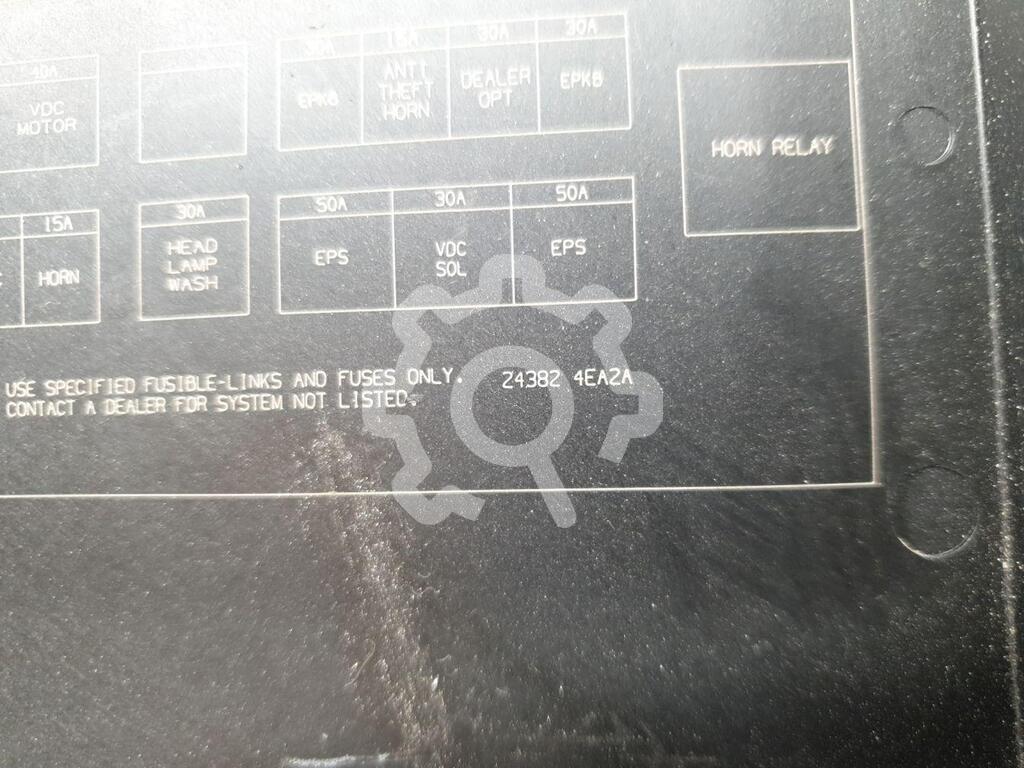 40A
30A
15A
30A
30A
VDC
MOTOR
EPKB
ANTI
THEFT
HORN
DEALER
OPT
EPKB
HORN RELAY
15A
30A
50A
30A
50A
HORN
HEAD
LAMP
WASH
EPS
VDC
SOL
EPS
USE SPECIFIED FUSIBLE-LINKS AND FUSES ONLY. 24382 4EA2A
CONTACT A DEALER FOR SYSTEM NOT LISTED.